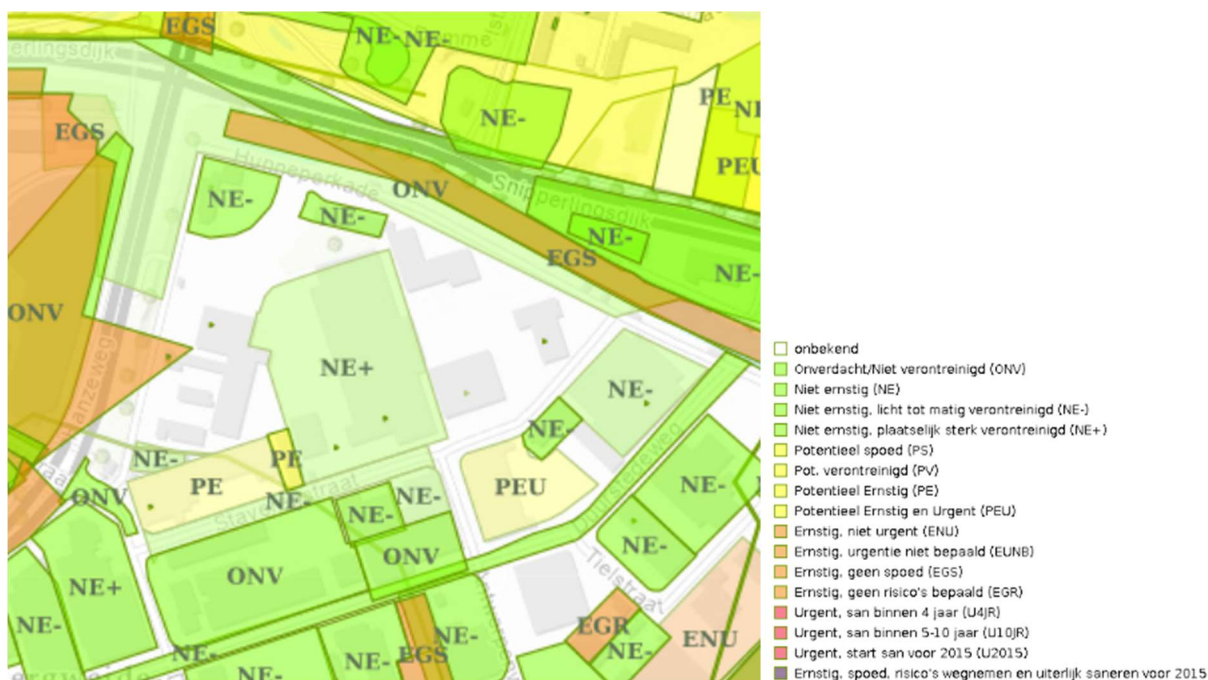 EGS
NE-
NE-
erlingsdijk
PE
NE-
EGS
PEU
Hunneperkade
ONV
Snipperlingsdijk
NE-
NE-
NE-
EGS
NE-
ONV
Hanzeweg
NE+
NE-
NE-
NE-
PE
PE
PEU
NE-
ONV
NE-
NE-
NE-
Duurstedeweg
NE-
ONV
ONV
NE+
Tielstraat
NE-
EGR
ENU
NE-
NE-
NE-
EGS
NE-
NE-
onbekend
Onverdacht/Niet verontreinigd (ONV)
Niet ernstig (NE)
Niet ernstig, licht tot matig verontreinigd (NE-)
Niet ernstig, plaatselijk sterk verontreinigd (NE+)
Potentieel spoed (PS)
Pot. verontreinigd (PV)
Potentieel Ernstig (PE)
Potentieel Ernstig en Urgent (PEU)
Ernstig, niet urgent (ENU)
Ernstig, urgentie niet bepaald (EUNB)
Ernstig, geen spoed (EGS)
Ernstig, geen risico's bepaald (EGR)
Urgent, san binnen 4 jaar (U4JR)
Urgent, san binnen 5-10 jaar (U10JR)
Urgent, start san voor 2015 (U2015)
Ernstig, spoed, risico's wegnemen en uiterlijk saneren voor 2015